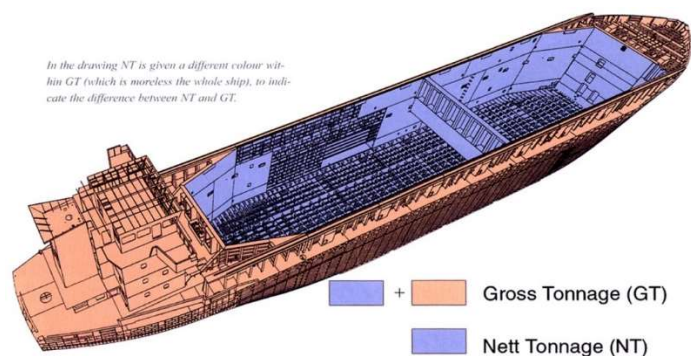 In the drawing NT is given a different colour wit-
hin GT (which is moreless the whole ship), to indi-
cate the difference between NT and GT.
+ Gross Tonnage (GT)
Nett Tonnage (NT)